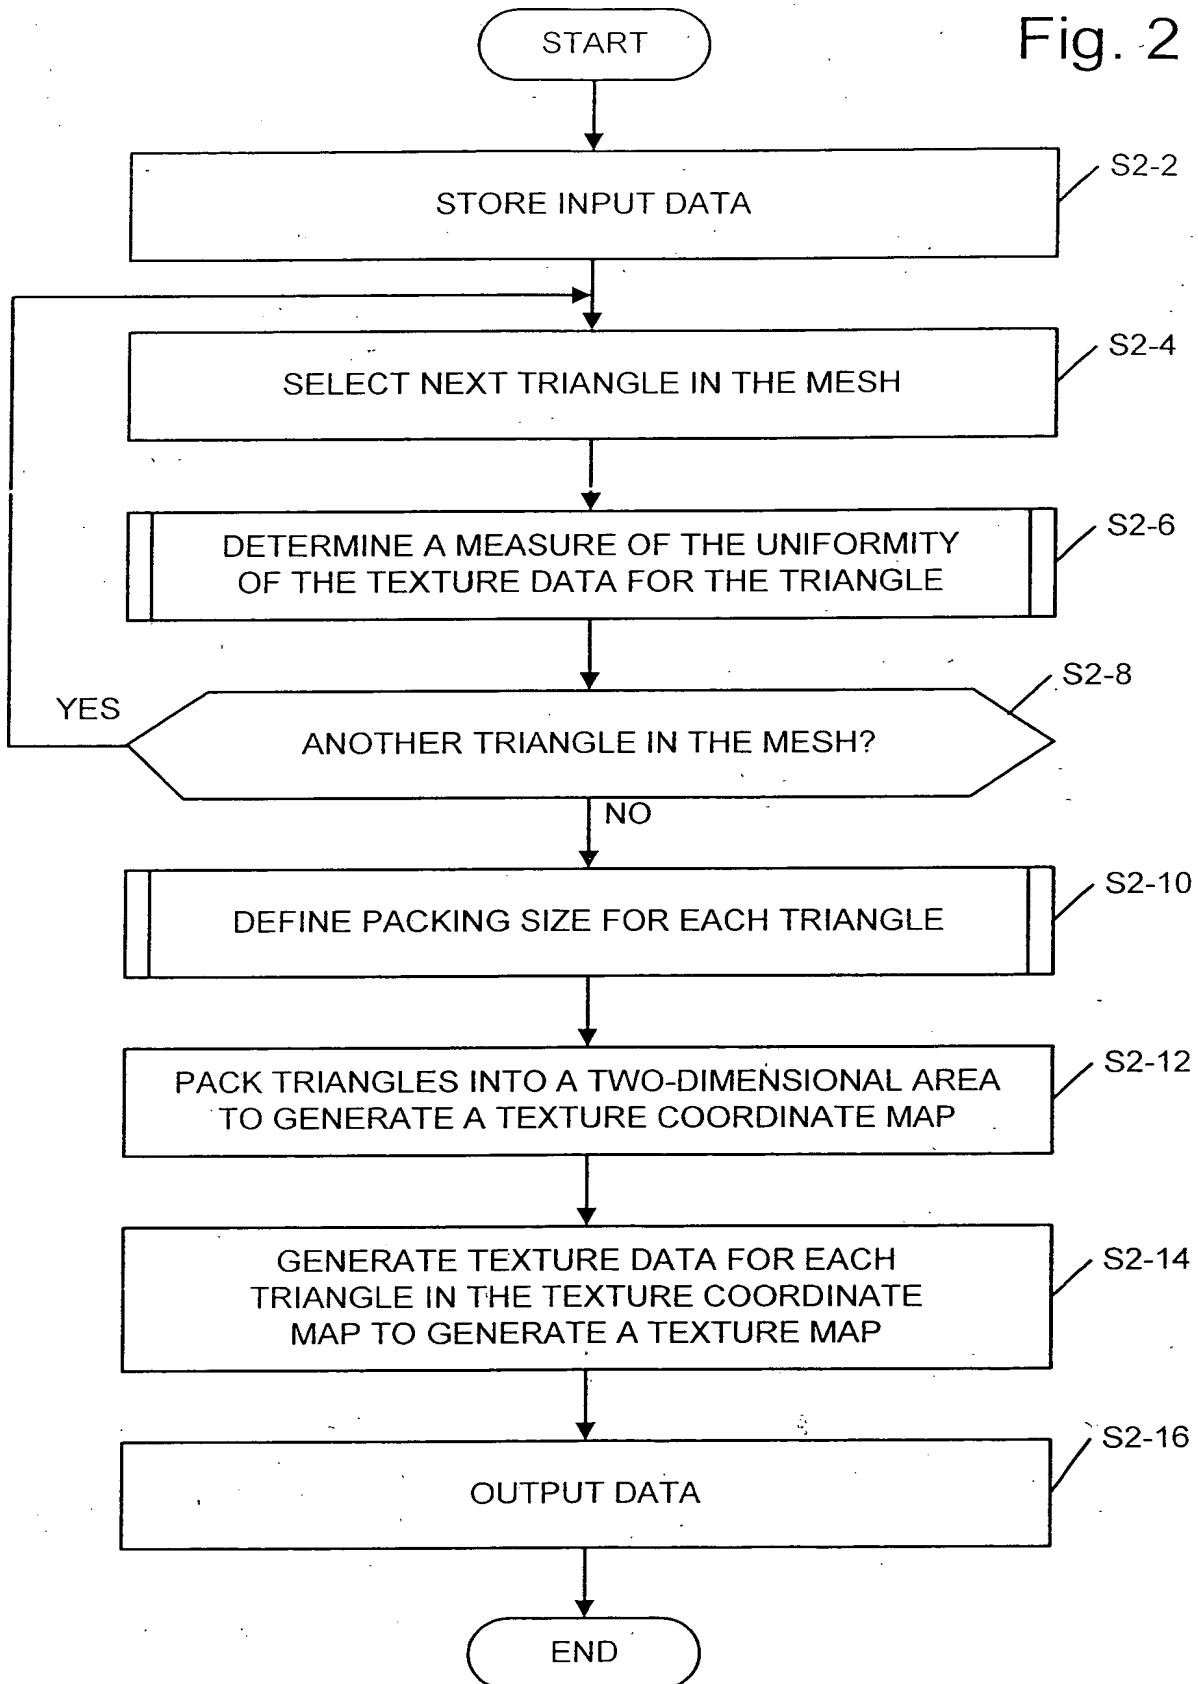 Fig. 2
START
STORE INPUT DATA
S2-2
SELECT NEXT TRIANGLE IN THE MESH
S2-4
DETERMINE A MEASURE OF THE UNIFORMITY
OF THE TEXTURE DATA FOR THE TRIANGLE
S2-6
YES
ANOTHER TRIANGLE IN THE MESH?
S2-8
NO
DEFINE PACKING SIZE FOR EACH TRIANGLE
S2-10
PACK TRIANGLES INTO A TWO-DIMENSIONAL AREA
TO GENERATE A TEXTURE COORDINATE MAP
S2-12
GENERATE TEXTURE DATA FOR EACH
TRIANGLE IN THE TEXTURE COORDINATE
MAP TO GENERATE A TEXTURE MAP
S2-14
OUTPUT DATA
S2-16
END